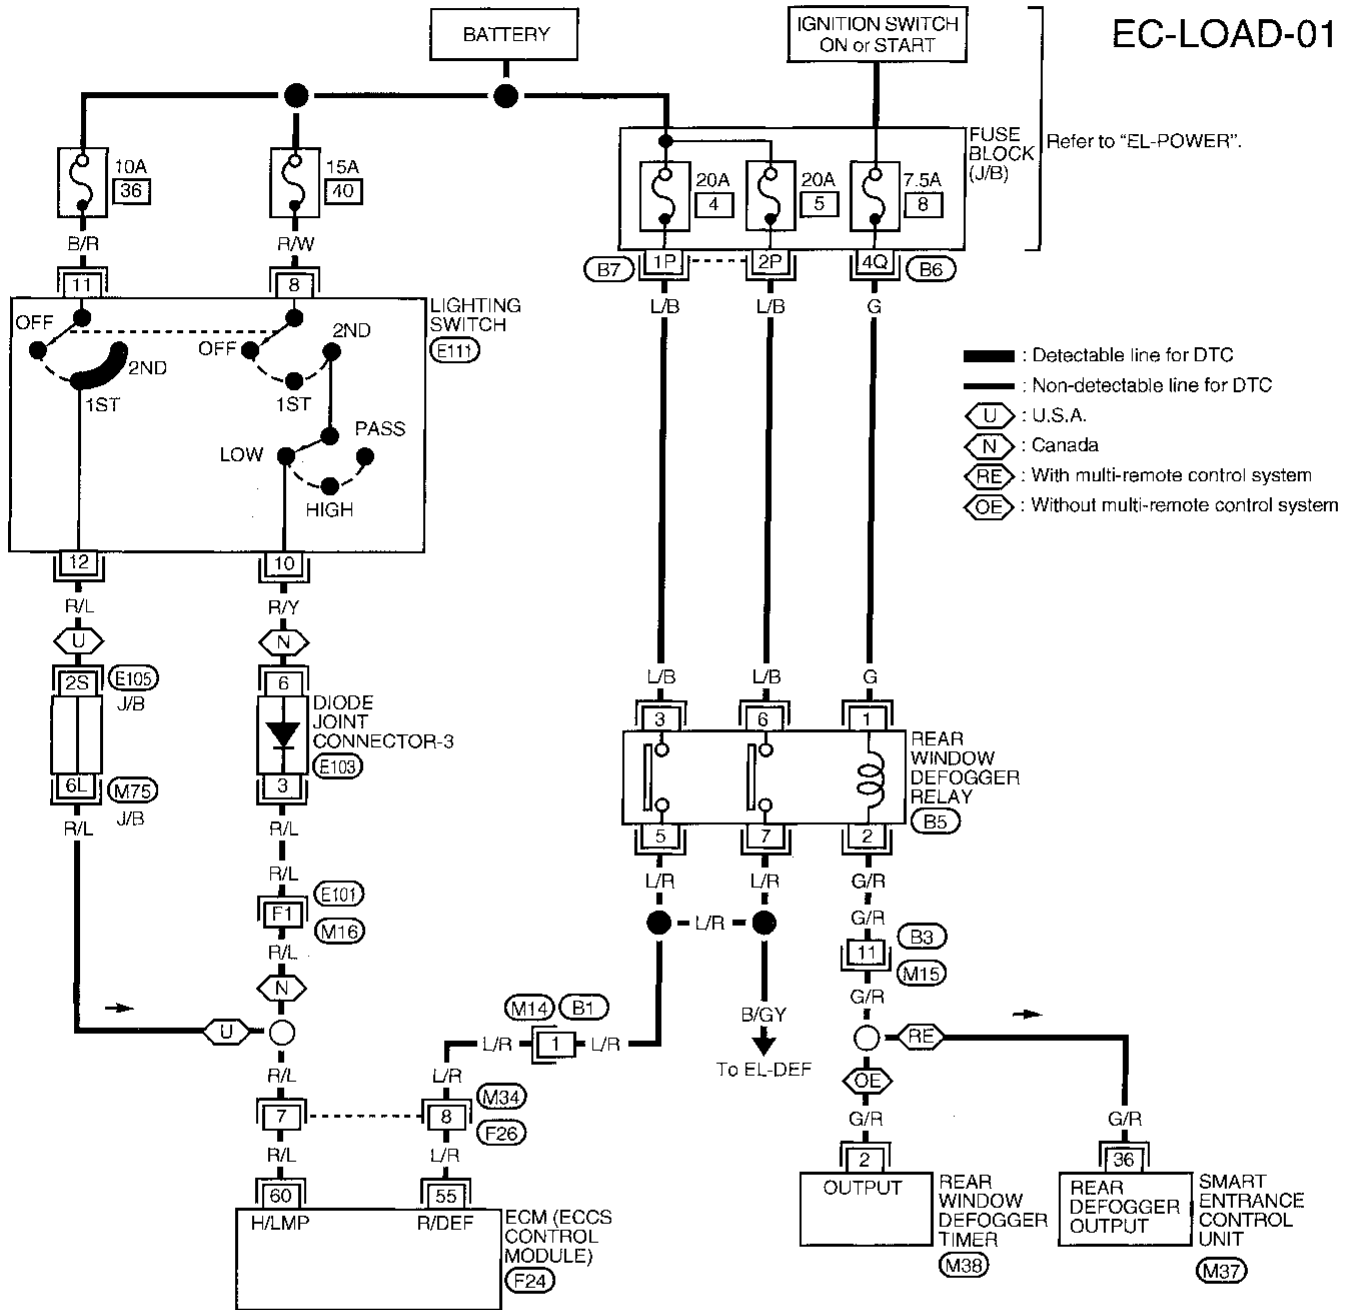 EC-LOAD-01
BATTERY
IGNITION SWITCH
ON or START
FUSE
BLOCK
(J/B)
Refer to "EL-POWER".
10A
36
15A
40
20A
4
20A
5
7.5A
8
B/R
R/W
B7
1P
2P
4Q
B6
11
8
L/B
L/B
G
LIGHTING
SWITCH
E111
OFF
2ND
1ST
OFF
2ND
1ST
LOW
PASS
HIGH
: Detectable line for DTC
: Non-detectable line for DTC
U : U.S.A.
N : Canada
RE : With multi-remote control system
OE : Without multi-remote control system
12
10
R/L
R/Y
U
N
2S
E105
J/B
6
DIODE
JOINT
CONNECTOR-3
E103
6L
M75
J/B
3
R/L
R/L
L/B
L/B
G
3
6
1
REAR
WINDOW
DEFOGGER
RELAY
B5
5
7
2
R/L
E101
F1
M16
R/L
N
L/R
L/R
G/R
L/R
G/R
B3
11
M15
G/R
M14
B1
B/GY
To EL-DEF
U
L/R
1
L/R
RE
OE
R/L
L/R
7
8
M34
F26
G/R
G/R
R/L
L/R
60
55
H/LMP
R/DEF
ECM (ECCS
CONTROL
MODULE)
F24
2
OUTPUT
REAR
WINDOW
DEFOGGER
TIMER
M38
36
REAR
DEFOGGER
OUTPUT
SMART
ENTRANCE
CONTROL
UNIT
M37